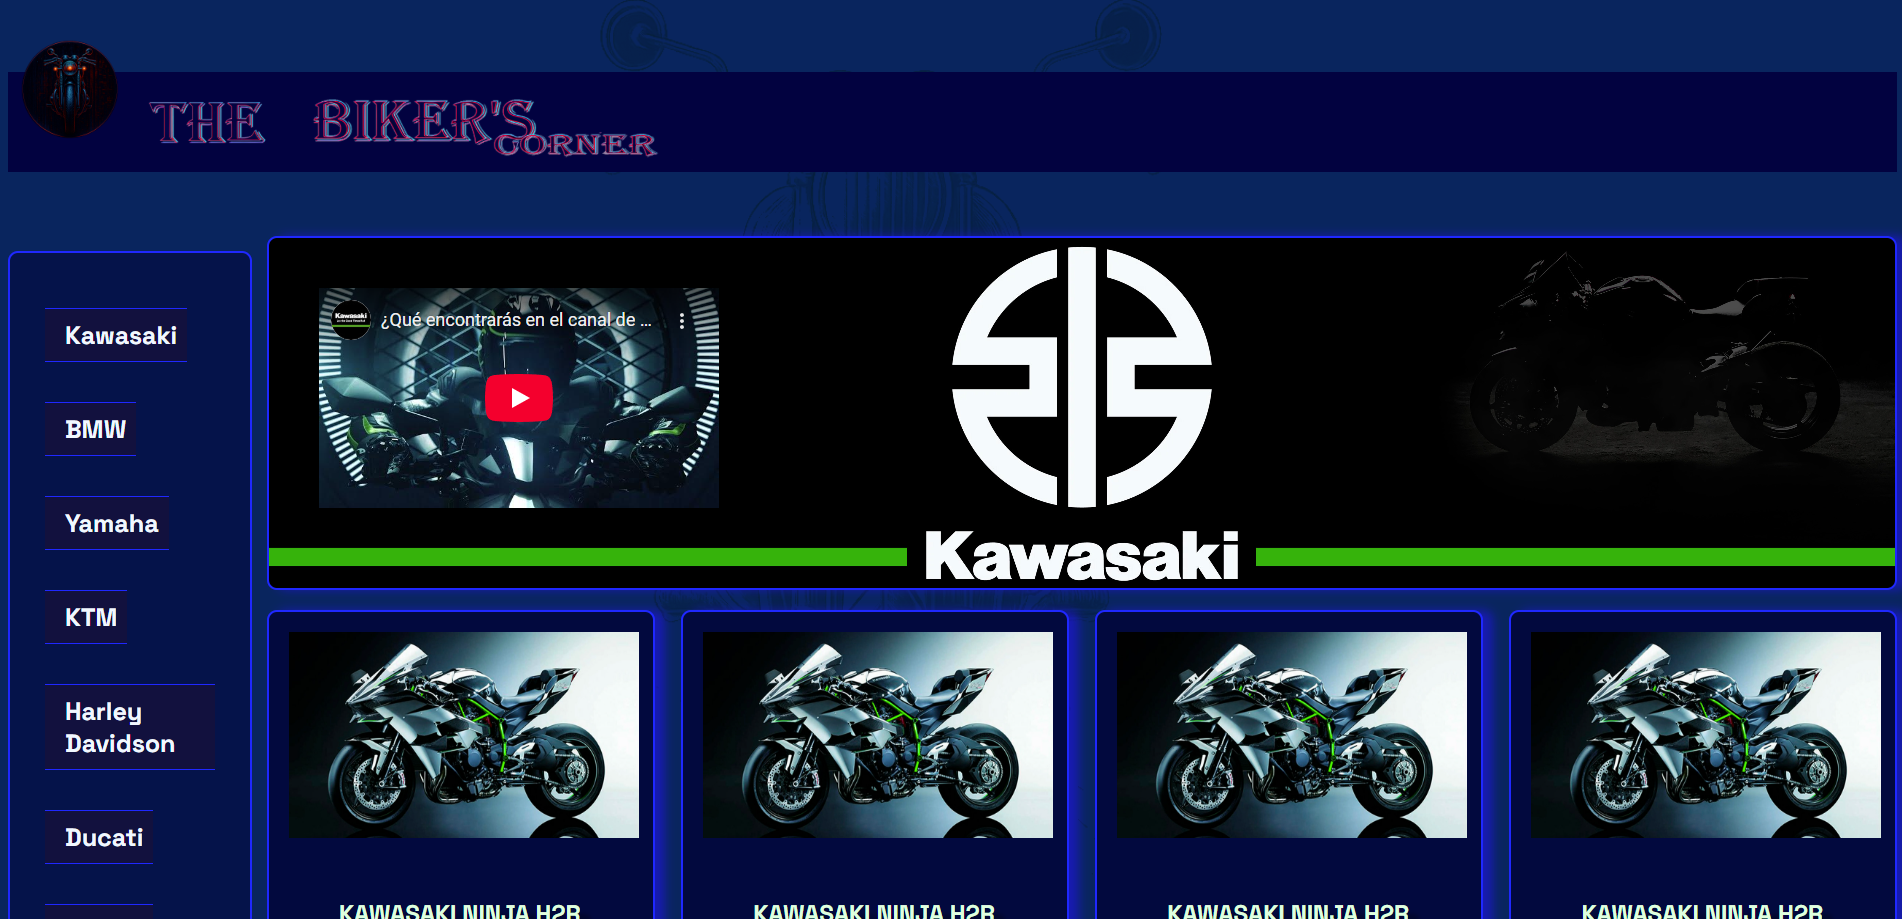 THE BIKER'S
CORNER
Kawasaki
BMW
Yamaha
KTM
Harley
Davidson
Ducati
Kawasaki
¿Qué encontrarás en el canal de ...
Kawasaki
KAWASAKI NINJA H2R
KAWASAKI NINJA H2R
KAWASAKI NINJA H2R
KAWASAKI NINJA H2R